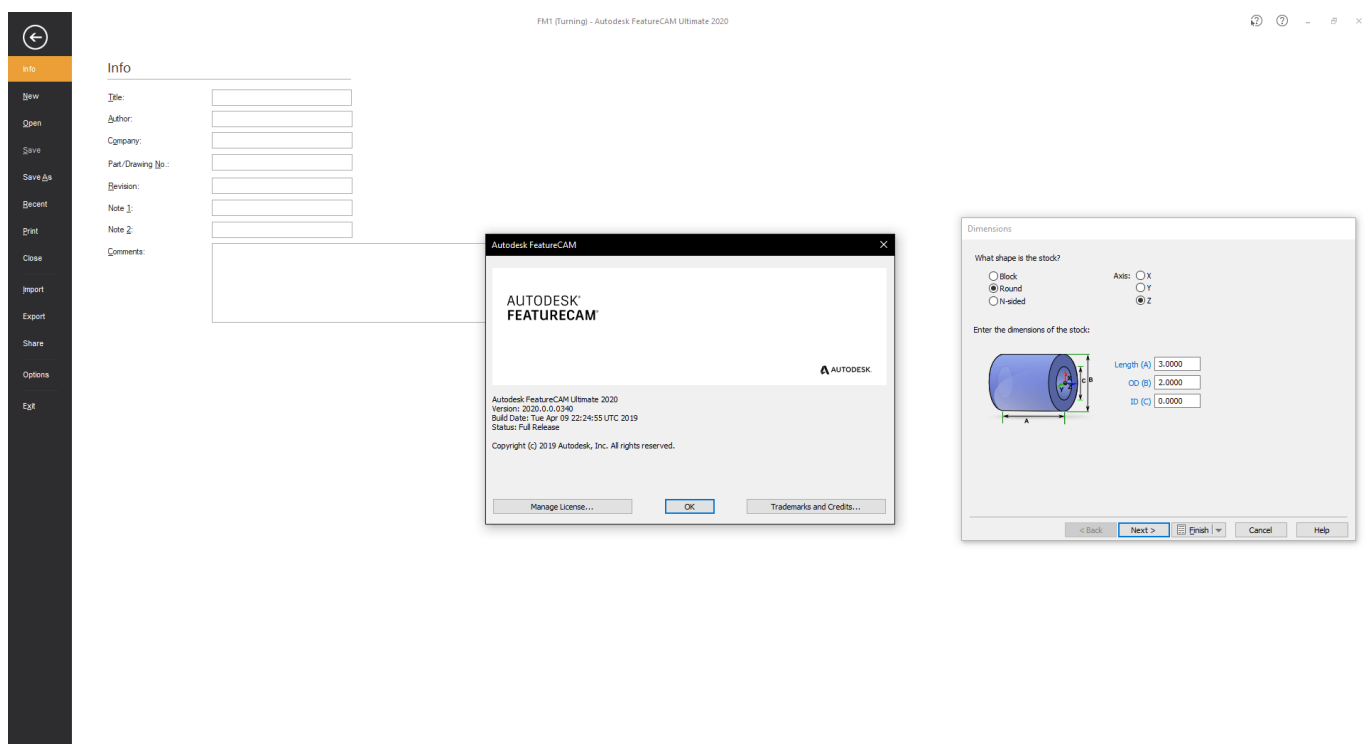 FM1 (Turning) - Autodesk FeatureCAM Ultimate 2020
Info
New
Open
Save
Save As
Recent
Print
Close
Import
Export
Share
Options
Exit
Info
Title:
Author:
Company:
Part/Drawing No.:
Revision:
Note 1:
Note 2:
Comments:
Autodesk FeatureCAM
AUTODESK®
FEATURECAM®
AUTODESK.
Autodesk FeatureCAM Ultimate 2020
Version: 2020.0.0.0340
Build Date: Tue Apr 09 22:24:55 UTC 2019
Status: Full Release
Copyright (c) 2019 Autodesk, Inc. All rights reserved.
Manage License...
OK
Trademarks and Credits...
Dimensions
What shape is the stock?
Block
Round
N-sided
Axis: X
Y
Z
Enter the dimensions of the stock:
X
Y
Z
C
B
A
Length (A) 3.0000
OD (B) 2.0000
ID (C) 0.0000
< Back
Next >
Finish
Cancel
Help